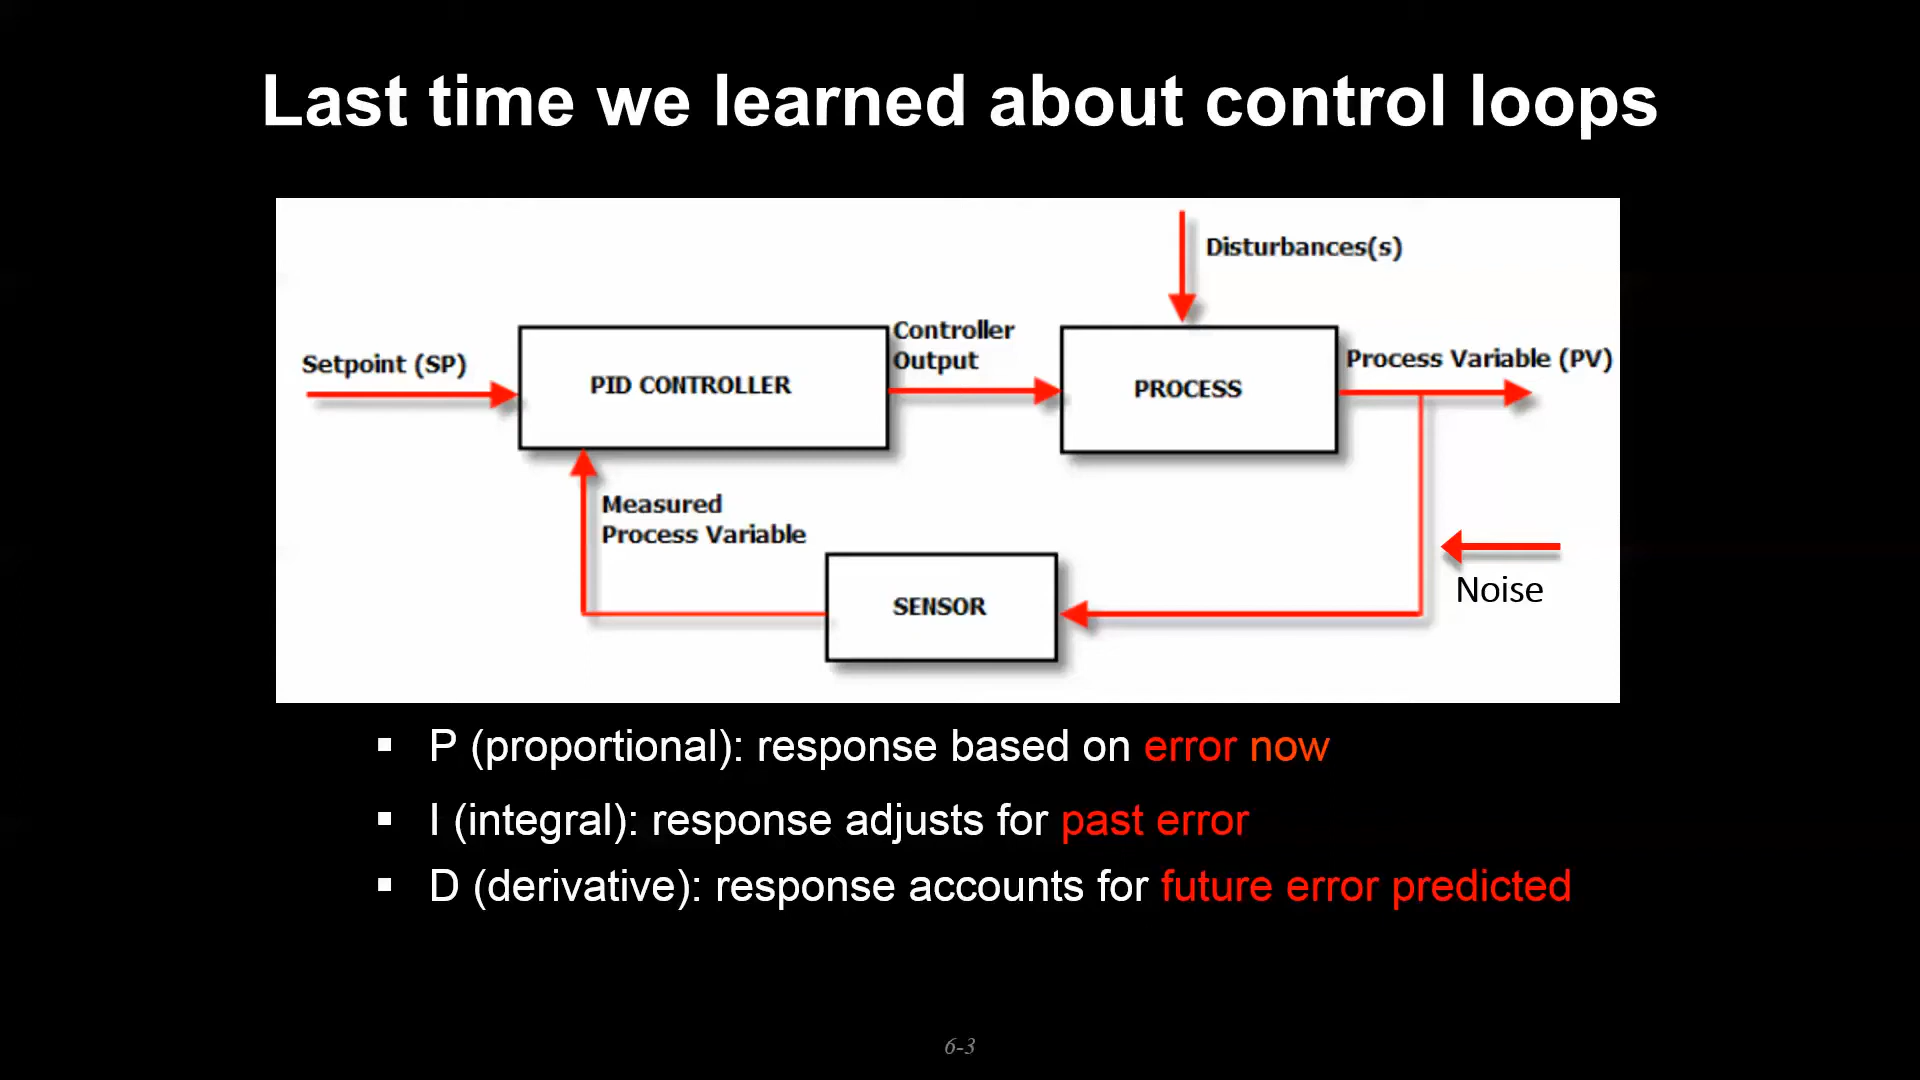 Last time we learned about control loops
Disturbances(s)
Setpoint (SP)
PID CONTROLLER
Controller
Output
PROCESS
Process Variable (PV)
Measured
Process Variable
SENSOR
Noise
▪ P (proportional): response based on error now
▪ I (integral): response adjusts for past error
▪ D (derivative): response accounts for future error predicted
6-3